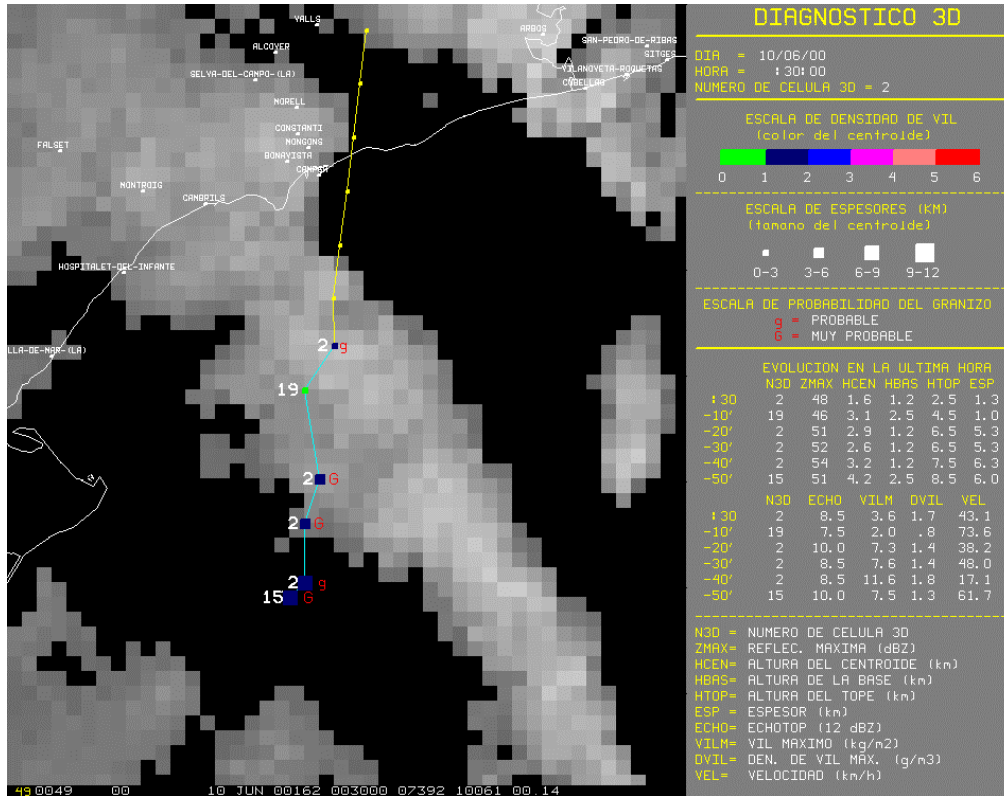 VALLS
ALCOVER
SELVA-DEL-CAMPO-(LA)
MORELL
CONSTANTI
FALSET
MONGONS
BONAVISTA
CAMPSA
MONTROIG
CAMBRILS
HOSPITALET-DEL-INFANTE
LLA-DE-MAR-(LA)
ARBOS
SAN-PEDRO-DE-RIBAS
SITGES
VILANOVETA-ROQUETAS
CUBELLAS
2 g
19
2 G
2 G
2 g
15 G
49 0049 00 10 JUN 00162 003000 07392 10061 00.14
DIAGNOSTICO 3D
DIA = 10/06/00
HORA = :30:00
NUMERO DE CELULA 3D = 2
ESCALA DE DENSIDAD DE VIL
(color del centroide)
0 1 2 3 4 5 6
ESCALA DE ESPESORES (KM)
(tamano del centroide)
0-3 3-6 6-9 9-12
ESCALA DE PROBABILIDAD DEL GRANIZO
g = PROBABLE
G = MUY PROBABLE
EVOLUCION EN LA ULTIMA HORA
N3D ZMAX HCEN HBAS HTOP ESP
:30 2 48 1.6 1.2 2.5 1.3
-10' 19 46 3.1 2.5 4.5 1.0
-20' 2 51 2.9 1.2 6.5 5.3
-30' 2 52 2.6 1.2 6.5 5.3
-40' 2 54 3.2 1.2 7.5 6.3
-50' 15 51 4.2 2.5 8.5 6.0
N3D ECHO VILM DVIL VEL
:30 2 8.5 3.6 1.7 43.1
-10' 19 7.5 2.0 .8 73.6
-20' 2 10.0 7.3 1.4 38.2
-30' 2 8.5 7.6 1.4 48.0
-40' 2 8.5 11.6 1.8 17.1
-50' 15 10.0 7.5 1.3 61.7
N3D = NUMERO DE CELULA 3D
ZMAX= REFLEC. MAXIMA (dBZ)
HCEN= ALTURA DEL CENTROIDE (km)
HBAS= ALTURA DE LA BASE (km)
HTOP= ALTURA DEL TOPE (km)
ESP = ESPESOR (km)
ECHO= ECHOTOP (12 dBZ)
VILM= VIL MAXIMO (kg/m2)
DVIL= DEN. DE VIL MAX. (g/m3)
VEL= VELOCIDAD (km/h)